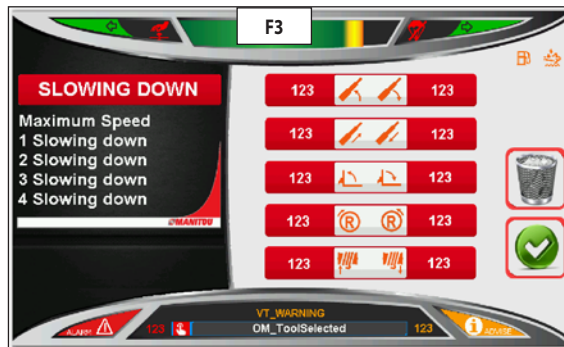 F3
SLOWING DOWN
Maximum Speed
1 Slowing down
2 Slowing down
3 Slowing down
4 Slowing down
MANITOU
123 123
123 123
123 123
123 R R 123
123 123
VT_WARNING
ALARM 123 OM_ToolSelected 123 ADVISE